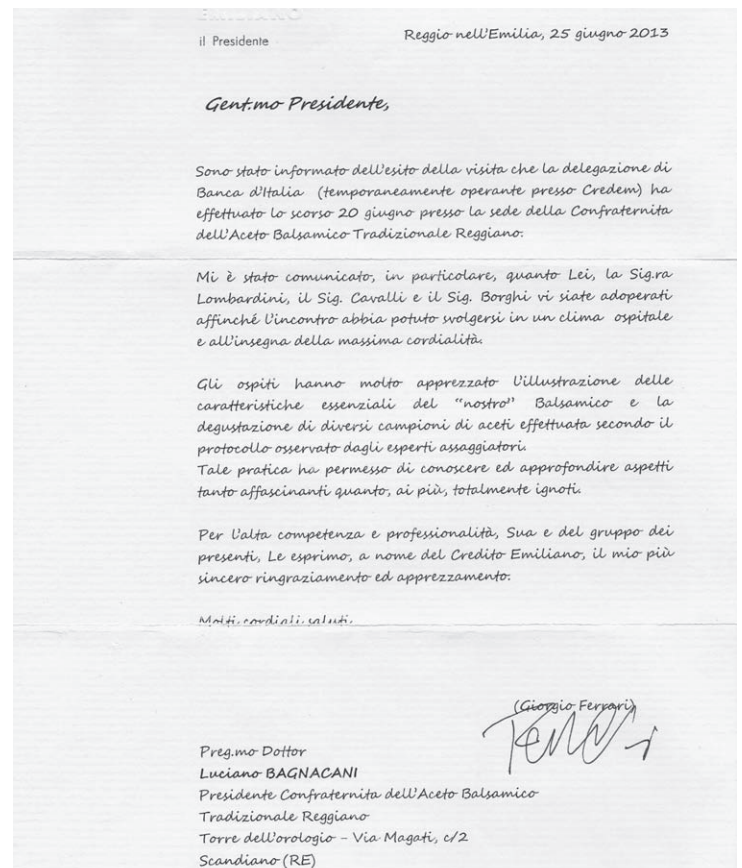 il Presidente
Reggio nell'Emilia, 25 giugno 2013
Gent.mo Presidente,
Sono stato informato dell'esito della visita che la delegazione di
Banca d'Italia (temporaneamente operante presso Credem) ha
effettuato lo scorso 20 giugno presso la sede della Confraternita
dell'Aceto Balsamico Tradizionale Reggiano.
Mi è stato comunicato, in particolare, quanto Lei, la Sig.ra
Lombardini, il Sig. Cavalli e il Sig. Borghi vi siate adoperati
affinché l'incontro abbia potuto svolgersi in un clima ospitale
e all'insegna della massima cordialità.
Gli ospiti hanno molto apprezzato l'illustrazione delle
caratteristiche essenziali del "nostro" Balsamico e la
degustazione di diversi campioni di aceti effettuata secondo il
protocollo osservato dagli esperti assaggiatori.
Tale pratica ha permesso di conoscere ed approfondire aspetti
tanto affascinanti quanto, ai più, totalmente ignoti.
Per l'alta competenza e professionalità, Sua e del gruppo dei
presenti, Le esprimo, a nome del Credito Emiliano, il mio più
sincero ringraziamento ed apprezzamento.
Molti cordiali saluti.
(Giorgio Ferrari)
Preg.mo Dottor
Luciano BAGNACANI
Presidente Confraternita dell'Aceto Balsamico
Tradizionale Reggiano
Torre dell'orologio - Via Magati, c/2
Scandiano (RE)